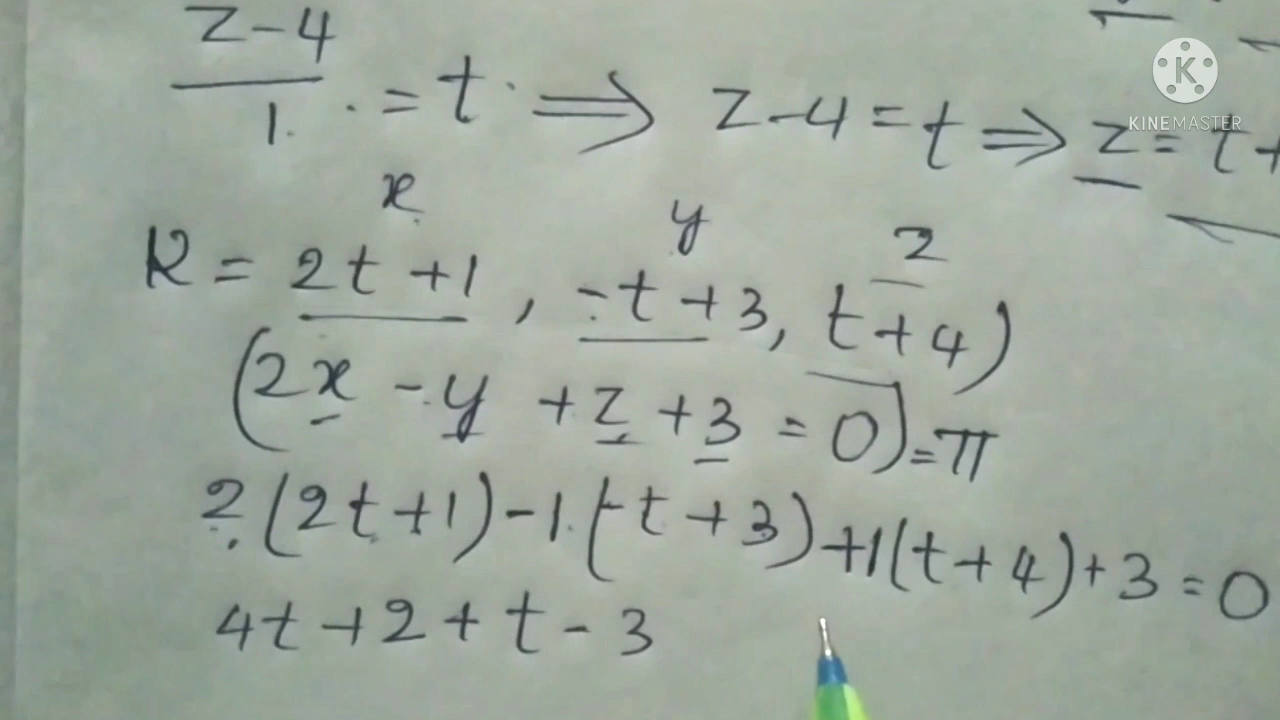 z-4
/1 . = t . ⟹ z-4 = t ⟹ z = t+
K
KINEMASTER
x y z
R = 2t+1, -t+3, t+4)
(2x - y + z + 3 = 0) = π
2(2t+1) -1(-t+3) +1(t+4) +3 = 0
4t+2+t-3